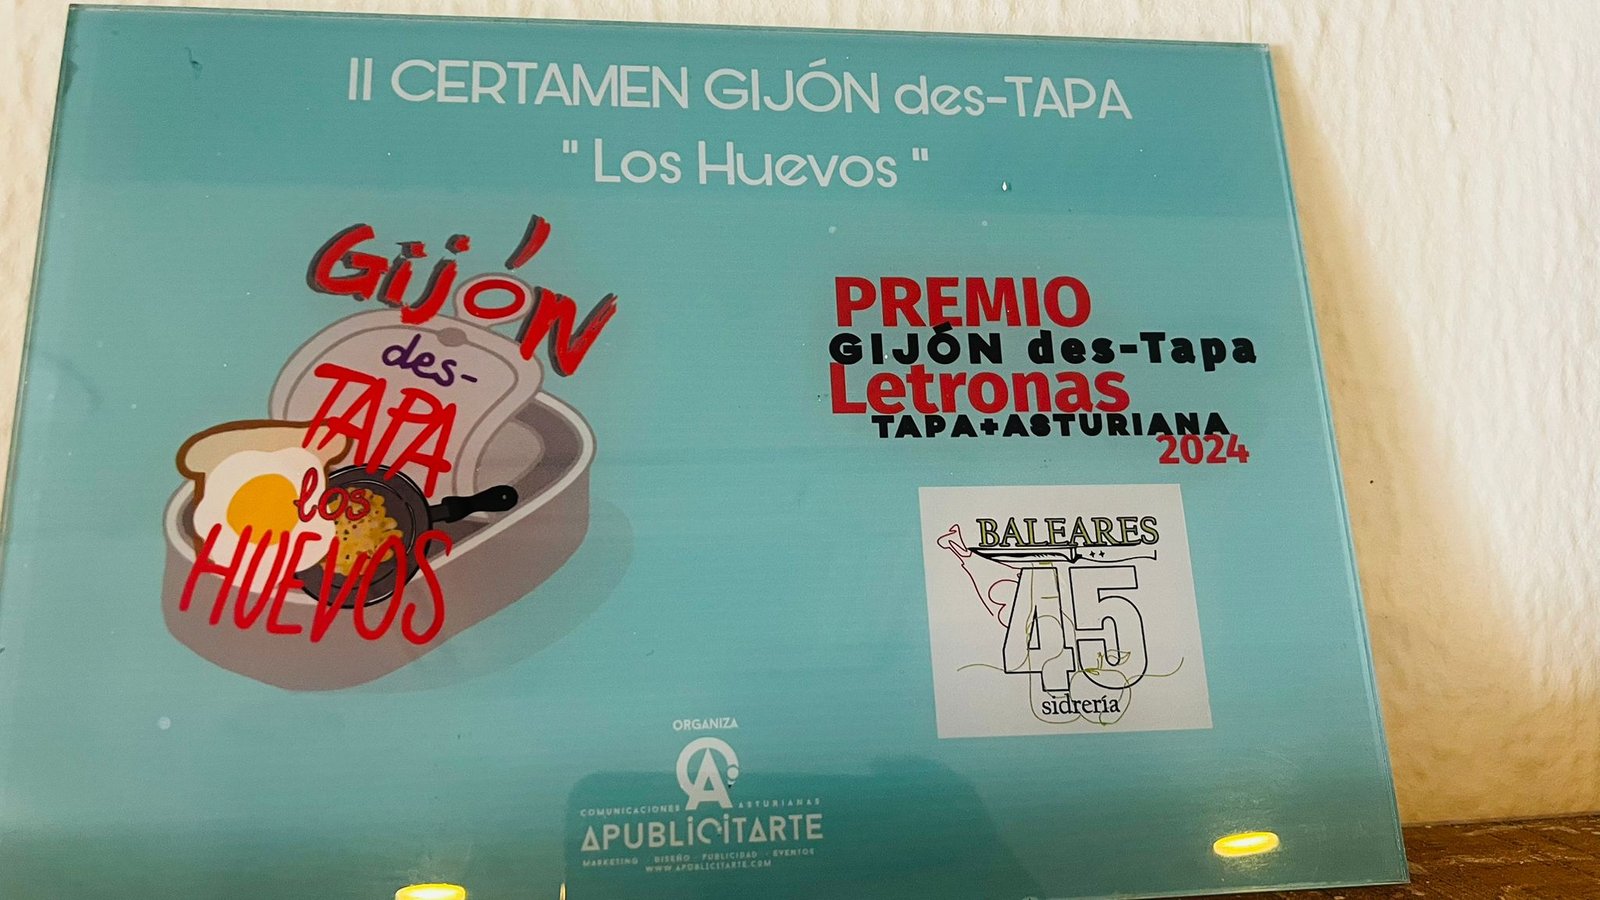 II CERTAMEN GIJÓN des-TAPA
" Los Huevos "
Gijón
des-
TAPA
los
HUEVOS
PREMIO
GIJÓN des-Tapa
Letronas
TAPA+ASTURIANA
2024
BALEARES
45
sidrería
ORGANIZA
COMUNICACIONES ASTURIANAS
APUBLICITARTE
MARKETING · DISEÑO · PUBLICIDAD · EVENTOS
WWW.APUBLICITARTE.COM